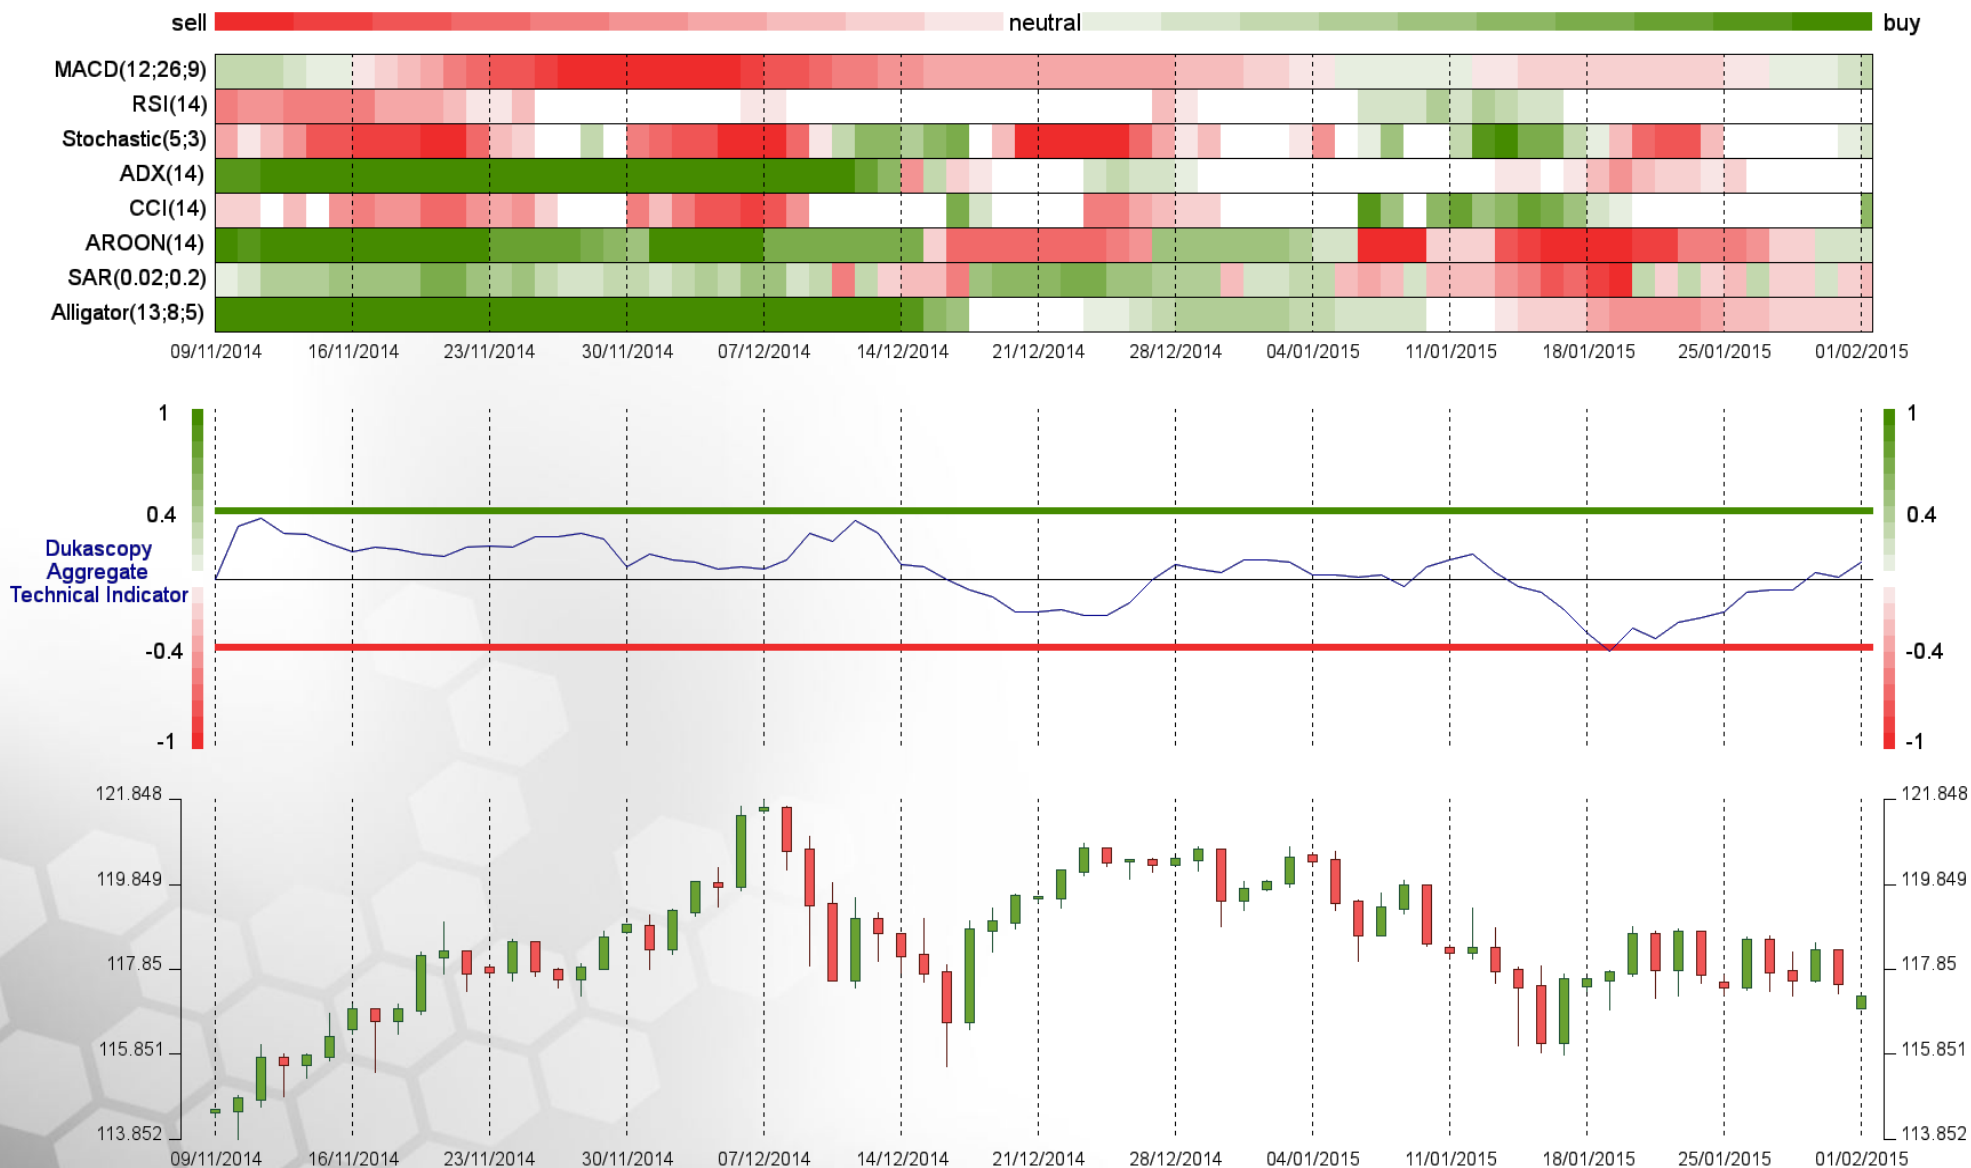 sell neutral buy
MACD(12;26;9)
RSI(14)
Stochastic(5;3)
ADX(14)
CCI(14)
AROON(14)
SAR(0.02;0.2)
Alligator(13;8;5)
09/11/2014 16/11/2014 23/11/2014 30/11/2014 07/12/2014 14/12/2014 21/12/2014 28/12/2014 04/01/2015 11/01/2015 18/01/2015 25/01/2015 01/02/2015
1 1
0.4 0.4
Dukascopy
Aggregate
Technical Indicator
-0.4 -0.4
-1 -1
121.848 121.848
119.849 119.849
117.85 117.85
115.851 115.851
113.852 113.852
09/11/2014 16/11/2014 23/11/2014 30/11/2014 07/12/2014 14/12/2014 21/12/2014 28/12/2014 04/01/2015 11/01/2015 18/01/2015 25/01/2015 01/02/2015